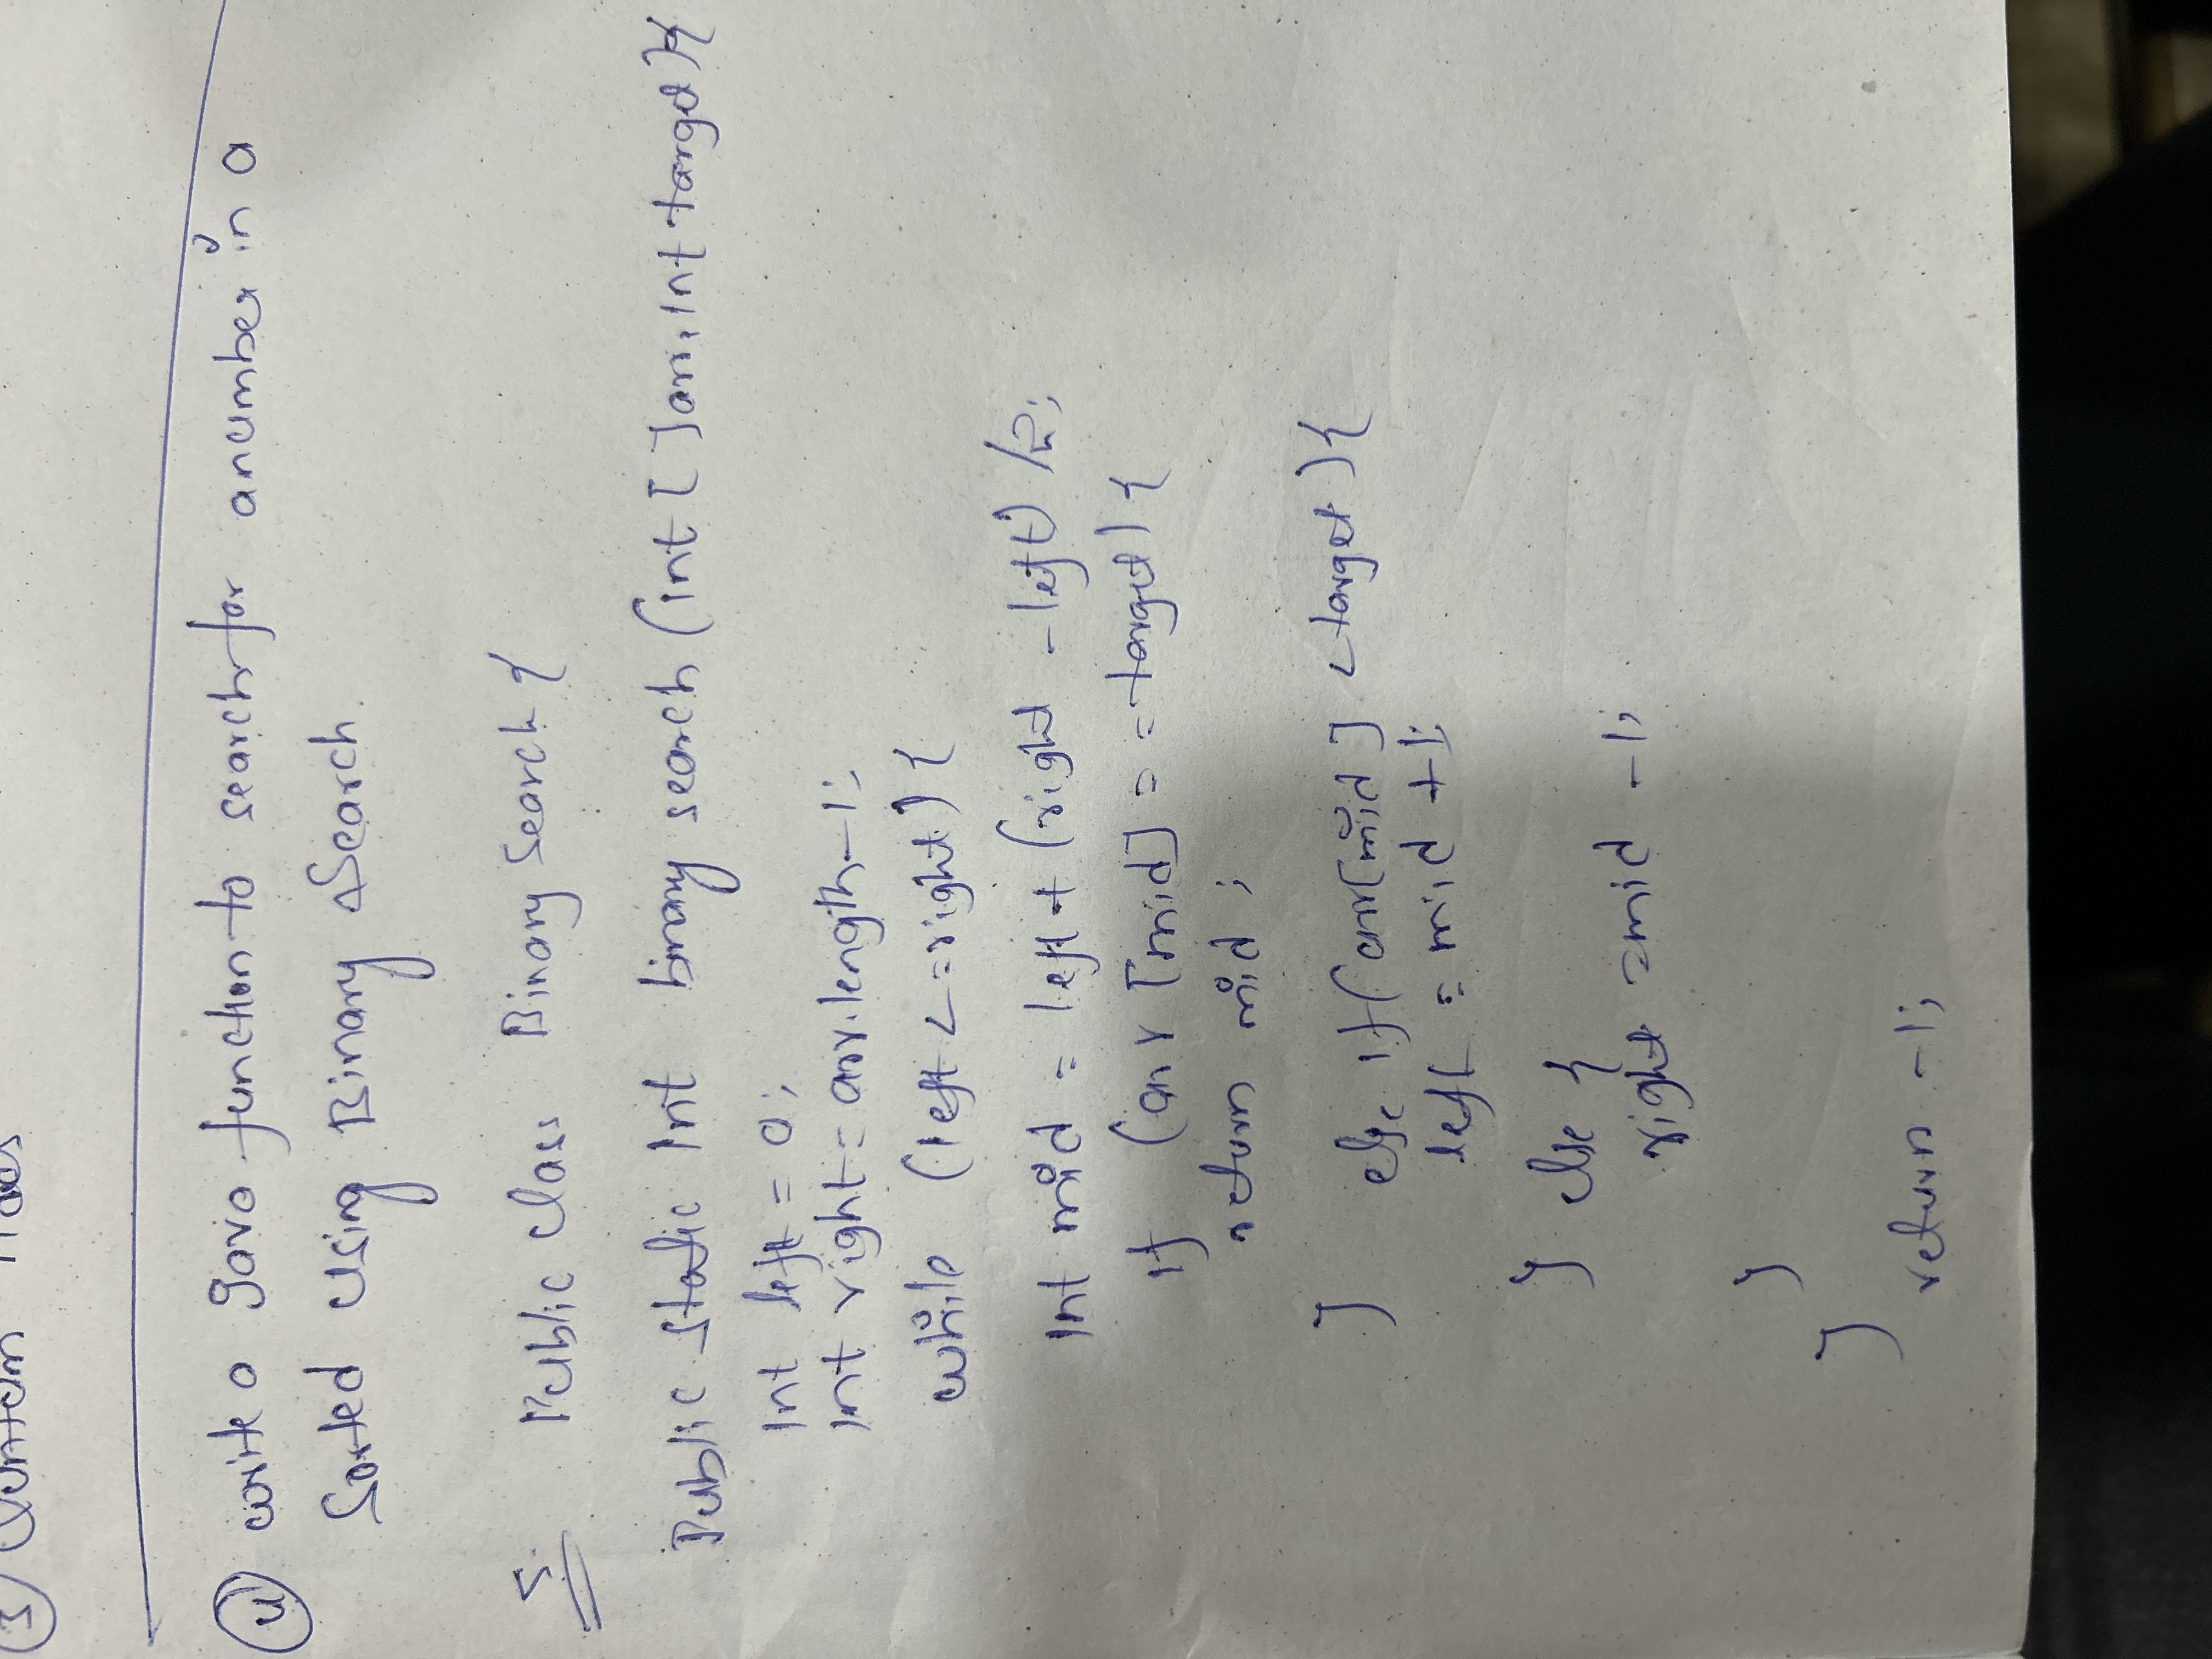 ③ Quantum
④ write a Java function to search for a number in a
Sorted using Binary Search.
S. Public class Binary Search {
Public static Int binary search (int [ ] arr, Int target) {
Int left = 0;
Int right = arr.length-1;
while (left <= right) {
Int mid = left + (right - left) /2;
if (arr [mid] = = target) {
return mid ;
} else if (arr[mid] < target) {
left = mid +1;
} else {
right = mid -1;
}
}
return -1;